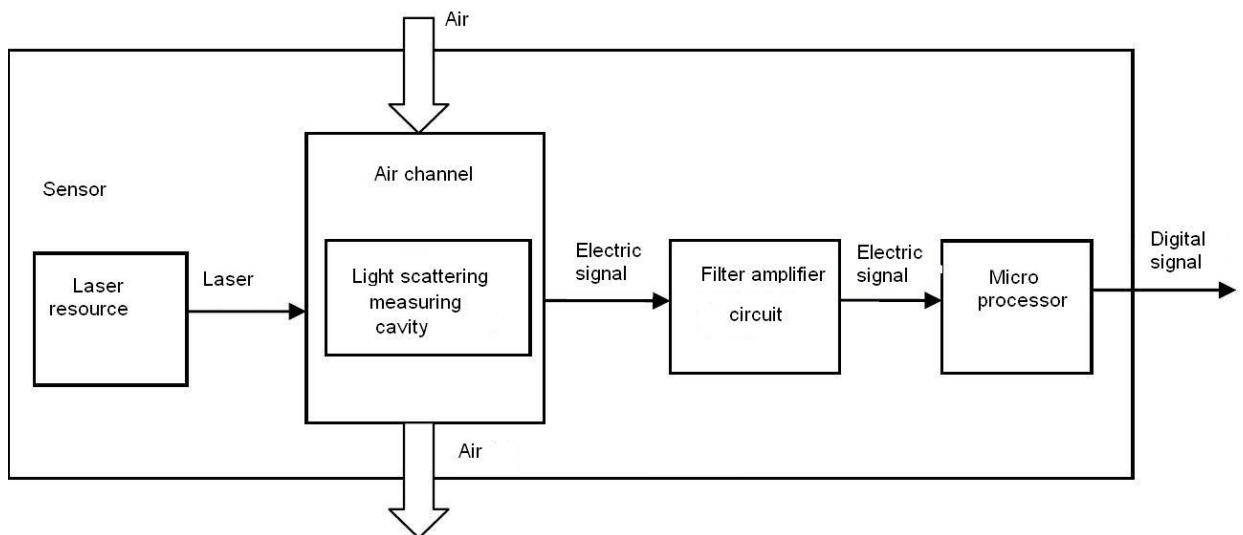 Air
Sensor
Laser
resource
Laser
Air channel
Light scattering
measuring
cavity
Electric
signal
Filter amplifier
circuit
Electric
signal
Micro
processor
Digital
signal
Air